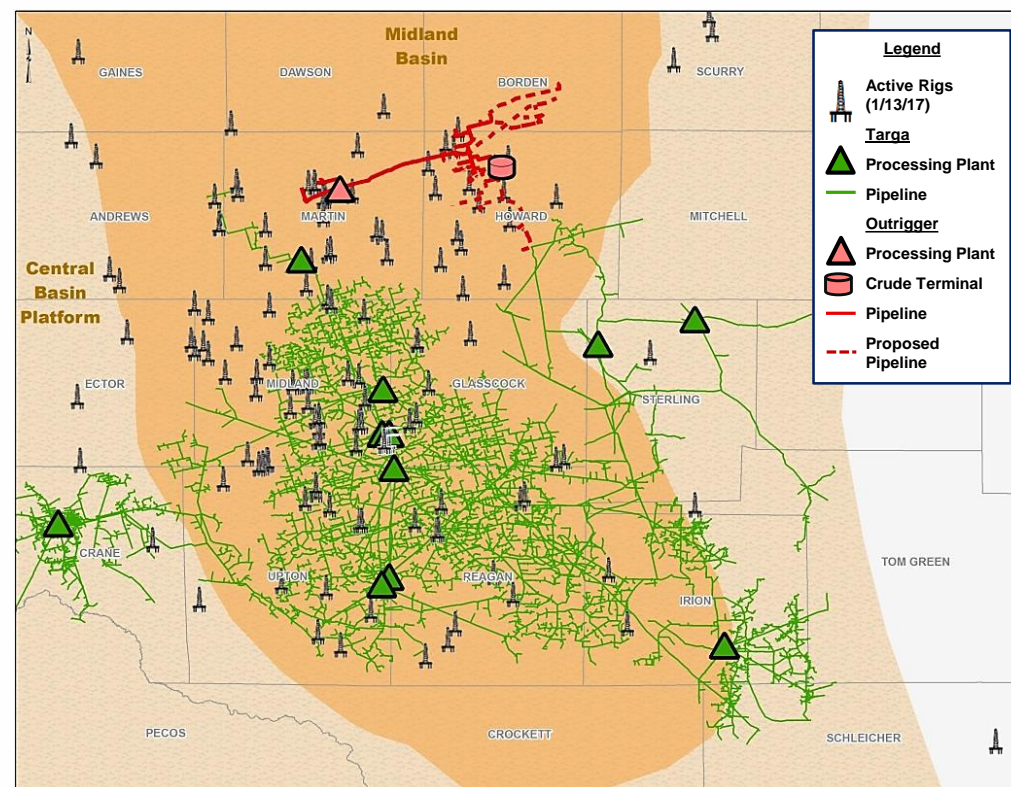 N
Midland
Basin
GAINES
DAWSON
BORDEN
SCURRY
ANDREWS
MARTIN
HOWARD
MITCHELL
Central
Basin
Platform
ECTOR
MIDLAND
GLASSCOCK
STERLING
CRANE
UPTON
REAGAN
IRION
TOM GREEN
PECOS
CROCKETT
SCHLEICHER
Legend
Active Rigs
(1/13/17)
Targa
Processing Plant
Pipeline
Outrigger
Processing Plant
Crude Terminal
Pipeline
Proposed
Pipeline